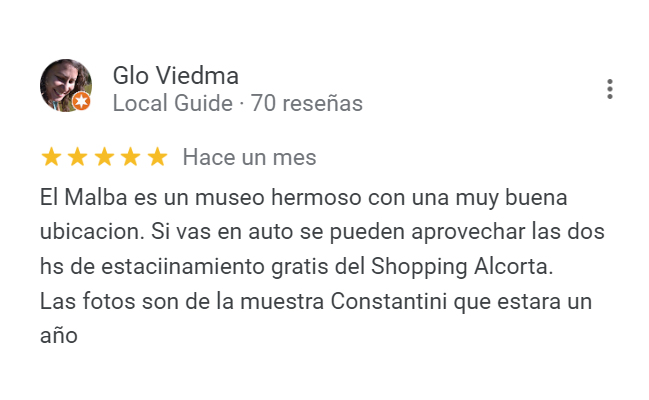 Glo Viedma
Local Guide · 70 reseñas
Hace un mes
El Malba es un museo hermoso con una muy buena
ubicacion. Si vas en auto se pueden aprovechar las dos
hs de estaciinamiento gratis del Shopping Alcorta.
Las fotos son de la muestra Constantini que estara un
año